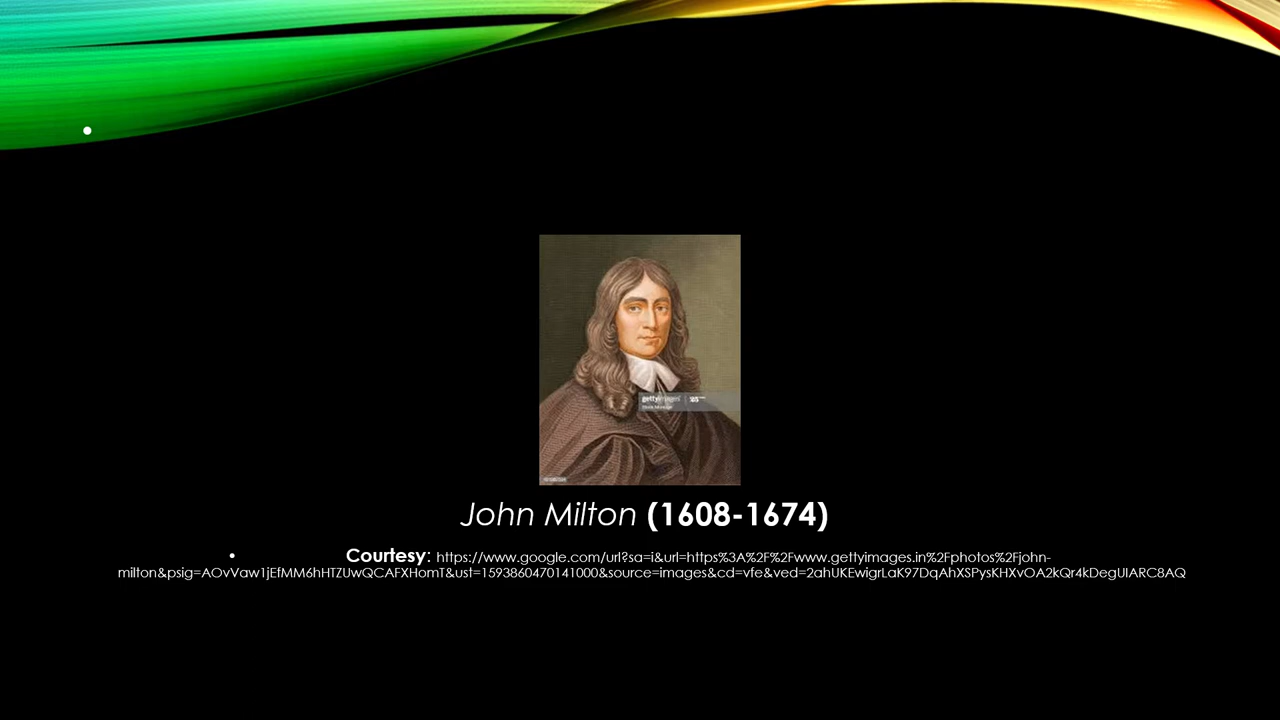 •
gettyimages
John Milton (1608-1674)
• Courtesy: https://www.google.com/url?sa=i&url=https%3A%2F%2Fwww.gettyimages.in%2Fphotos%2Fjohn-
milton&psig=AOvVaw1jEfMM6hHTZUwQCAFXHomT&ust=1593860470141000&source=images&cd=vfe&ved=2ahUKEwigrLaK97DqAhXSPysKHXvOA2kQr4kDegUIARC8AQ